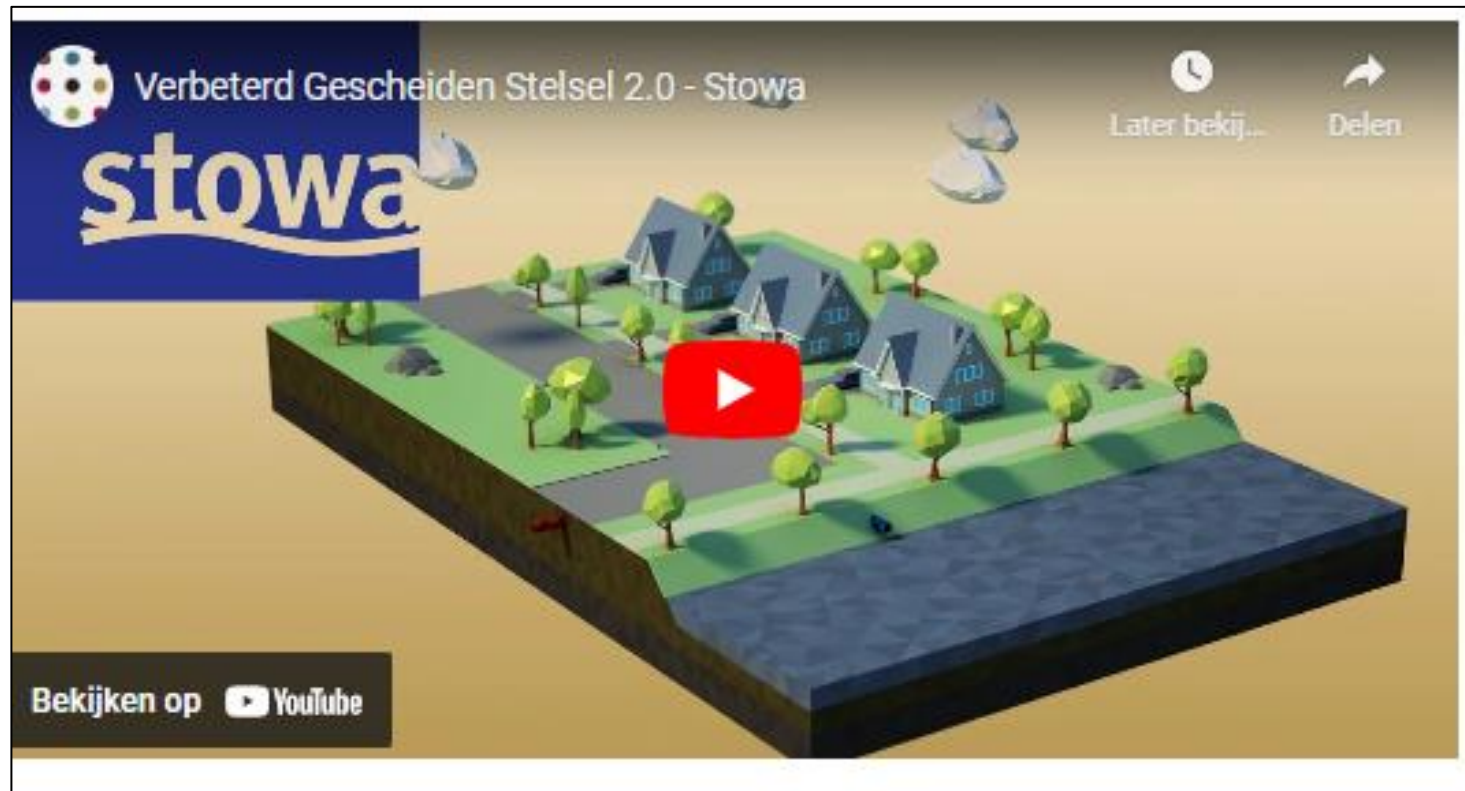 Verbeterd Gescheiden Stelsel 2.0 - Stowa
Later bekij...
Delen
stowa
Bekijken op YouTube